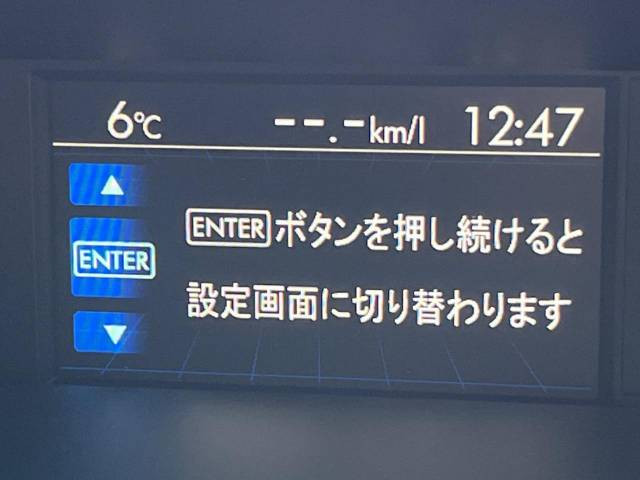 6℃ --.-km/l 12:47
▲
ENTER
▼
ENTERボタンを押し続けると
設定画面に切り替わります